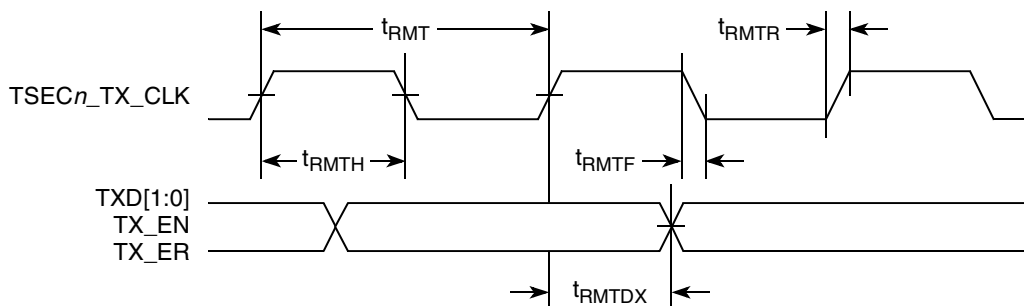 tRMT
tRMTR
TSECn_TX_CLK
tRMTH
tRMTF
TXD[1:0]
TX_EN
TX_ER
tRMTDX